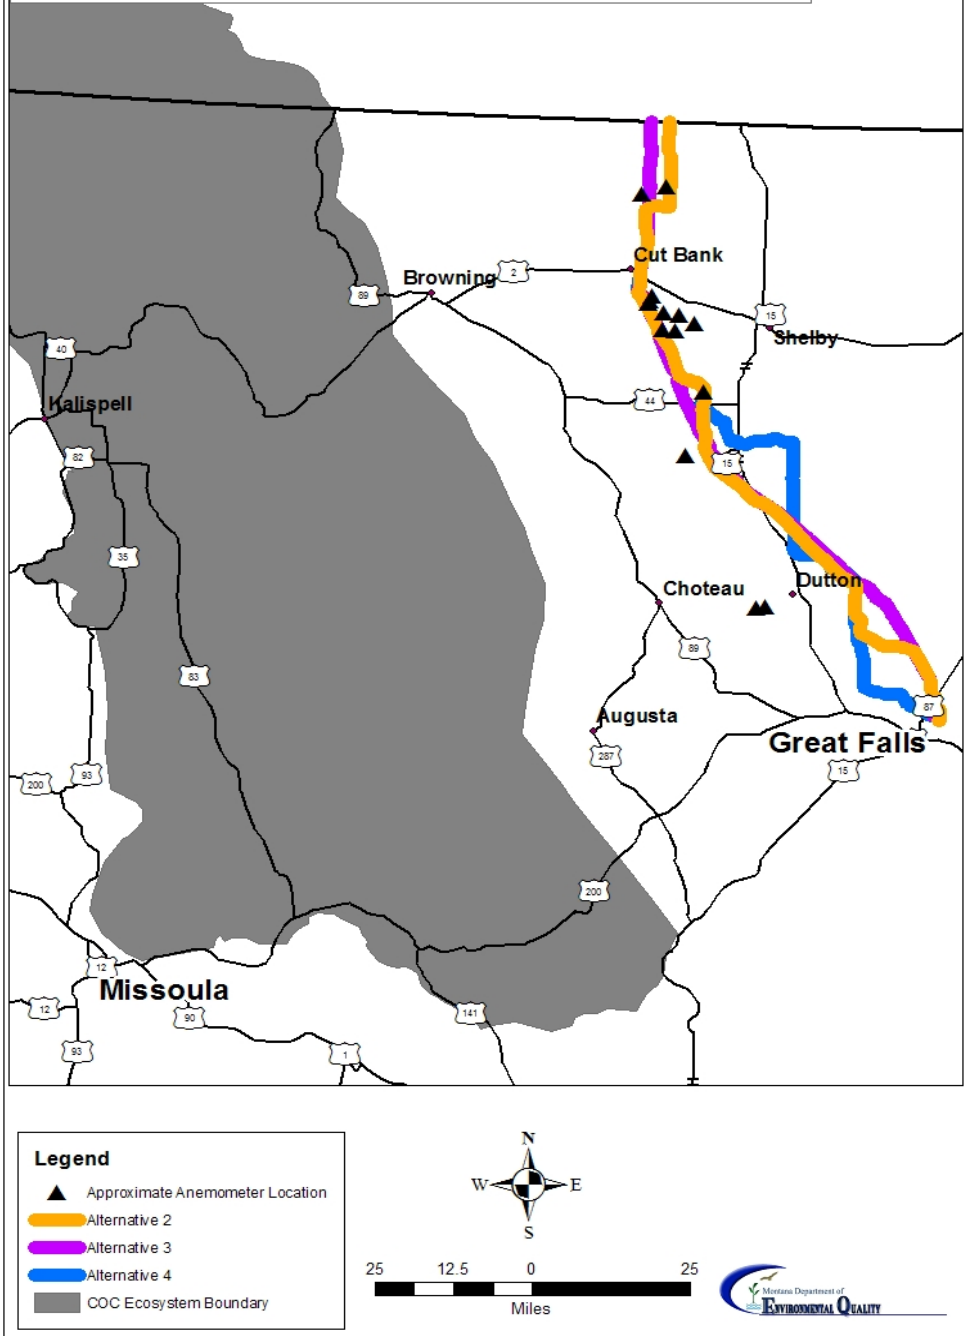 Cut Bank
2
Browning
89
15
Shelby
40
44
Kalispell
82
15
35
Dutton
Choteau
89
83
87
Augusta
Great Falls
287
93
15
200
200
12
Missoula
12
141
90
93
1
Legend
Approximate Anemometer Location
Alternative 2
Alternative 3
Alternative 4
COC Ecosystem Boundary
N
W E
S
25 12.5 0 25
Miles
Montana Department of
ENVIRONMENTAL QUALITY